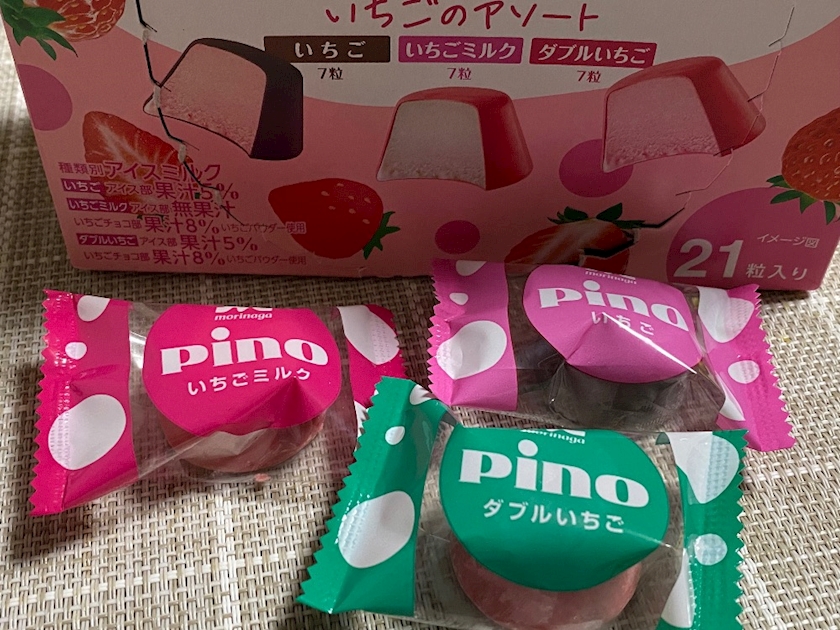 いちごのアソート
いちご
7粒
いちごミルク
7粒
ダブルいちご
7粒
種類別アイスミルク
いちご アイス部 果汁5%
いちごミルク アイス部 無果汁
いちごチョコ部 果汁8% いちごパウダー使用
ダブルいちご アイス部 果汁5%
いちごチョコ部 果汁8% いちごパウダー使用
イメージ図
21粒入り
morinaga
pino
いちごミルク
morinaga
pino
いちご
morinaga
pino
ダブルいちご